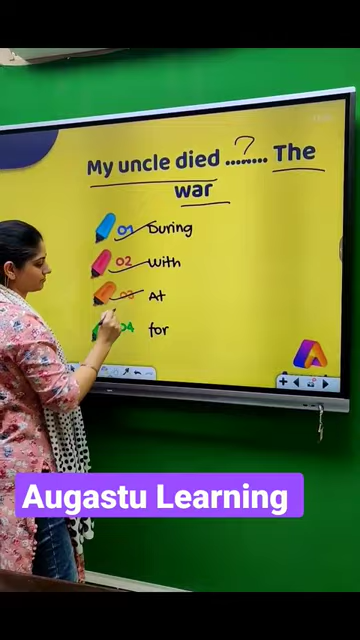 My uncle died ........ ? The
war
01 During
02 With
03 At
04 for
Augastu Learning